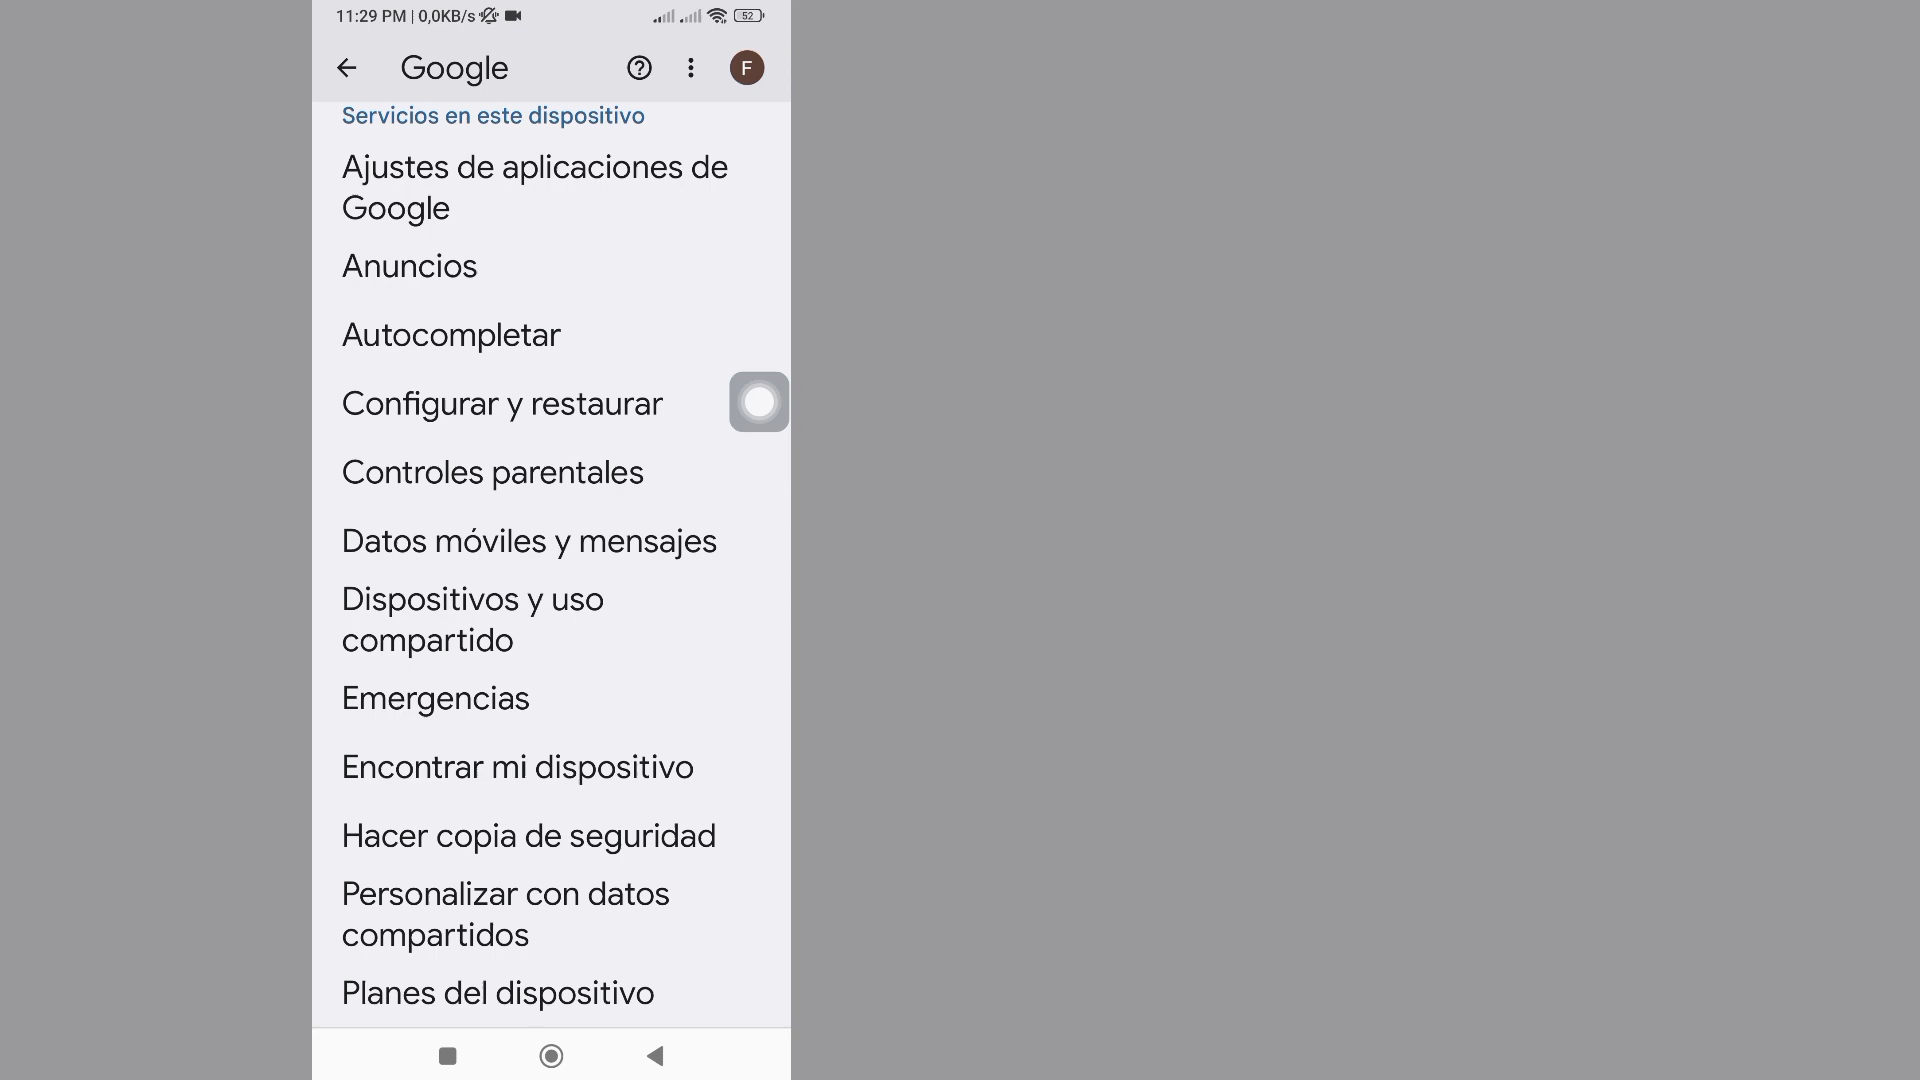 11:29 PM | 0,0KB/s 52
Google F
Servicios en este dispositivo
Ajustes de aplicaciones de
Google
Anuncios
Autocompletar
Configurar y restaurar
Controles parentales
Datos móviles y mensajes
Dispositivos y uso
compartido
Emergencias
Encontrar mi dispositivo
Hacer copia de seguridad
Personalizar con datos
compartidos
Planes del dispositivo